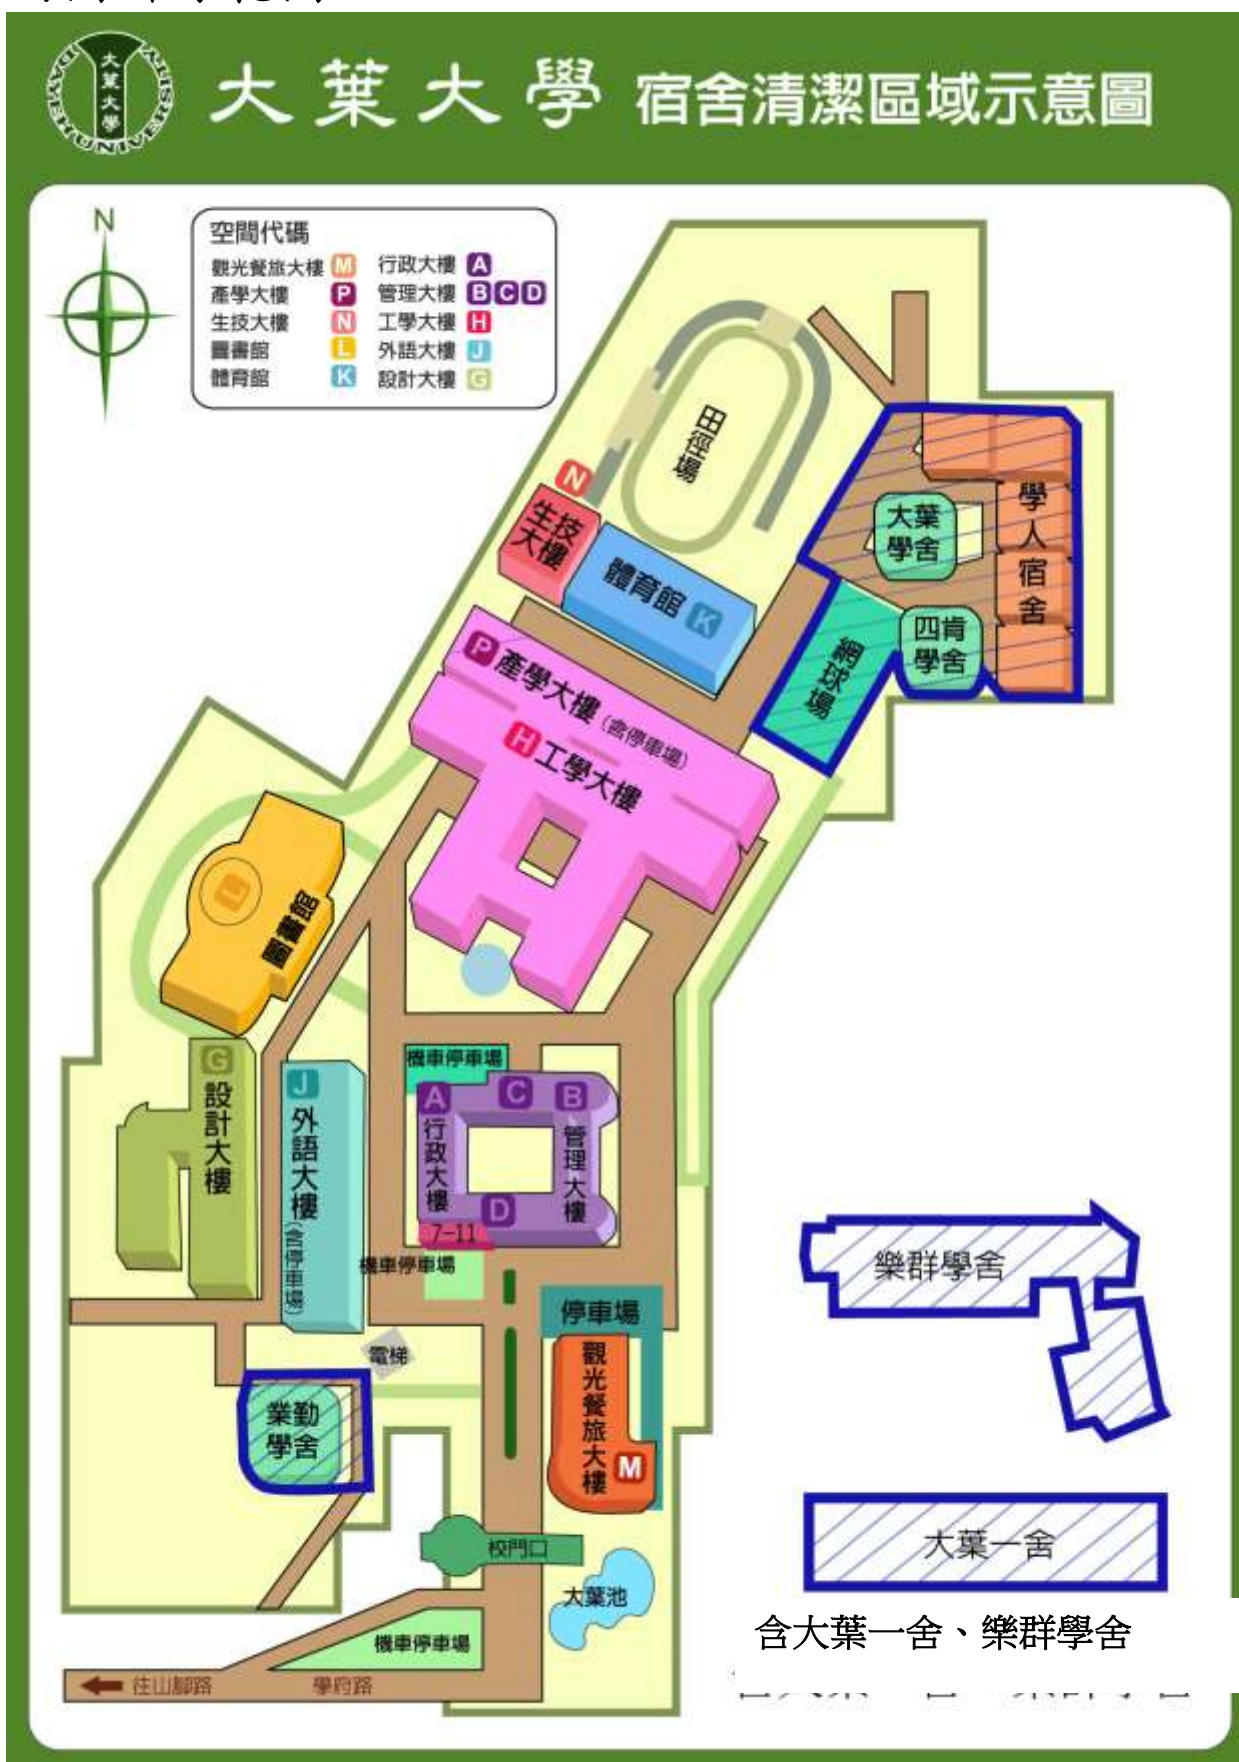 大葉大學 宿舍清潔區域示意圖
大葉大學
DAYEH UNIVERSITY
N
空間代碼
觀光餐旅大樓 M 行政大樓 A
產學大樓 P 管理大樓 B C D
生技大樓 N 工學大樓 H
圖書館 L 外語大樓 J
體育館 K 設計大樓 G
田徑場
N
生技
大樓
體育館 K
大葉
學舍
學人宿舍
四肯
學舍
網球場
P 產學大樓(含停車場)
H 工學大樓
L
圖書館
G
設計大樓
J
外語大樓(含停車場)
機車停車場
A
行政大樓
C
B
管理大樓
D
7-11
機車停車場
停車場
電梯
觀光餐旅大樓
M
業勤
學舍
樂群學舍
大葉一舍
校門口
大葉池
含大葉一舍、樂群學舍
機車停車場
往山腳路
學府路